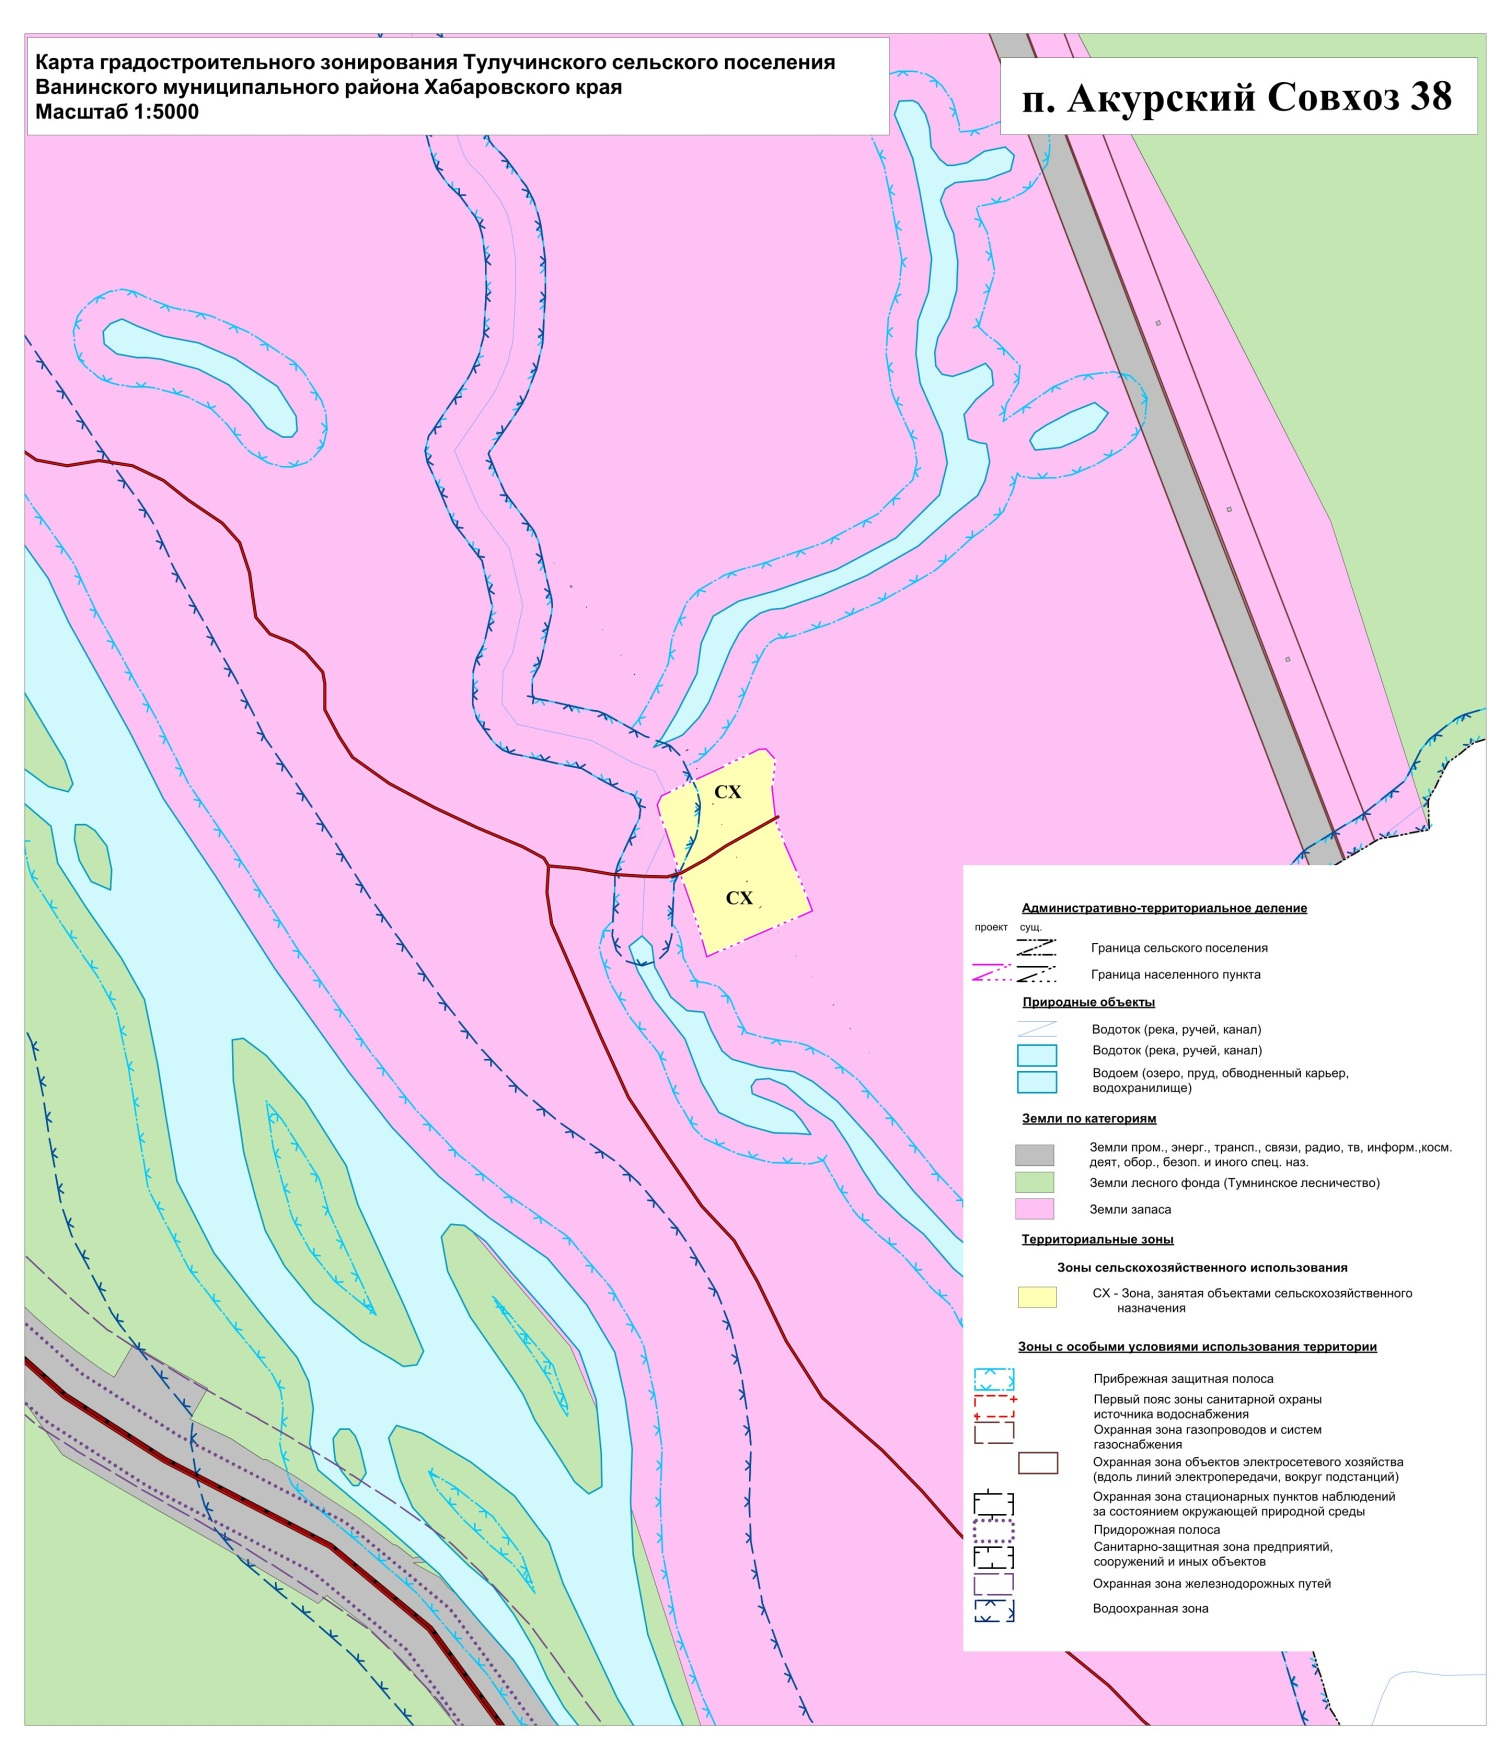 Карта градостроительного зонирования Тулучинского сельского поселения
Ванинского муниципального района Хабаровского края
Масштаб 1:5000
п. Акурский Совхоз 38
СХ
СХ
Административно-территориальное деление
проект сущ.
Граница сельского поселения
Граница населенного пункта
Природные объекты
Водоток (река, ручей, канал)
Водоток (река, ручей, канал)
Водоем (озеро, пруд, обводненный карьер,
водохранилище)
Земли по категориям
Земли пром., энерг., трансп., связи, радио, тв, информ.,косм.
деят, обор., безоп. и иного спец. наз.
Земли лесного фонда (Тумнинское лесничество)
Земли запаса
Территориальные зоны
Зоны сельскохозяйственного использования
СХ - Зона, занятая объектами сельскохозяйственного
назначения
Зоны с особыми условиями использования территории
Прибрежная защитная полоса
Первый пояс зоны санитарной охраны
источника водоснабжения
Охранная зона газопроводов и систем
газоснабжения
Охранная зона объектов электросетевого хозяйства
(вдоль линий электропередачи, вокруг подстанций)
Охранная зона стационарных пунктов наблюдений
за состоянием окружающей природной среды
Придорожная полоса
Санитарно-защитная зона предприятий,
сооружений и иных объектов
Охранная зона железнодорожных путей
Водоохранная зона